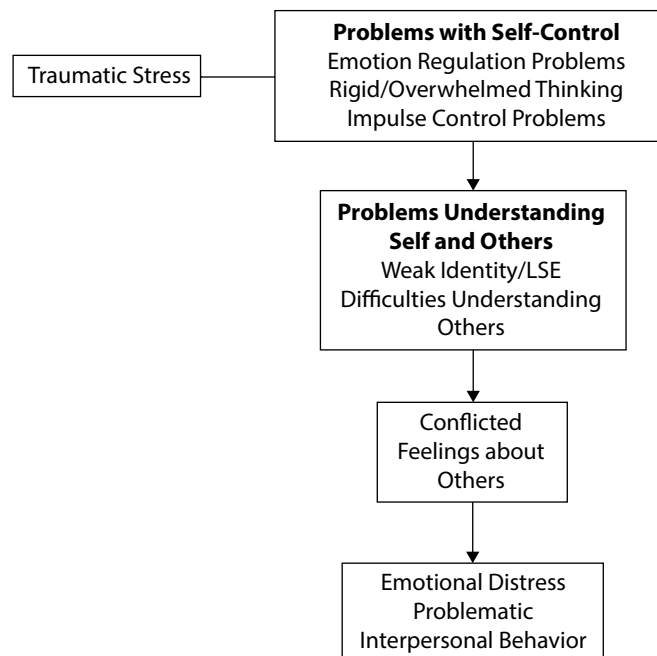 Traumatic Stress
Problems with Self-Control
Emotion Regulation Problems
Rigid/Overwhelmed Thinking
Impulse Control Problems
Problems Understanding
Self and Others
Weak Identity/LSE
Difficulties Understanding
Others
Conflicted
Feelings about
Others
Emotional Distress
Problematic
Interpersonal Behavior